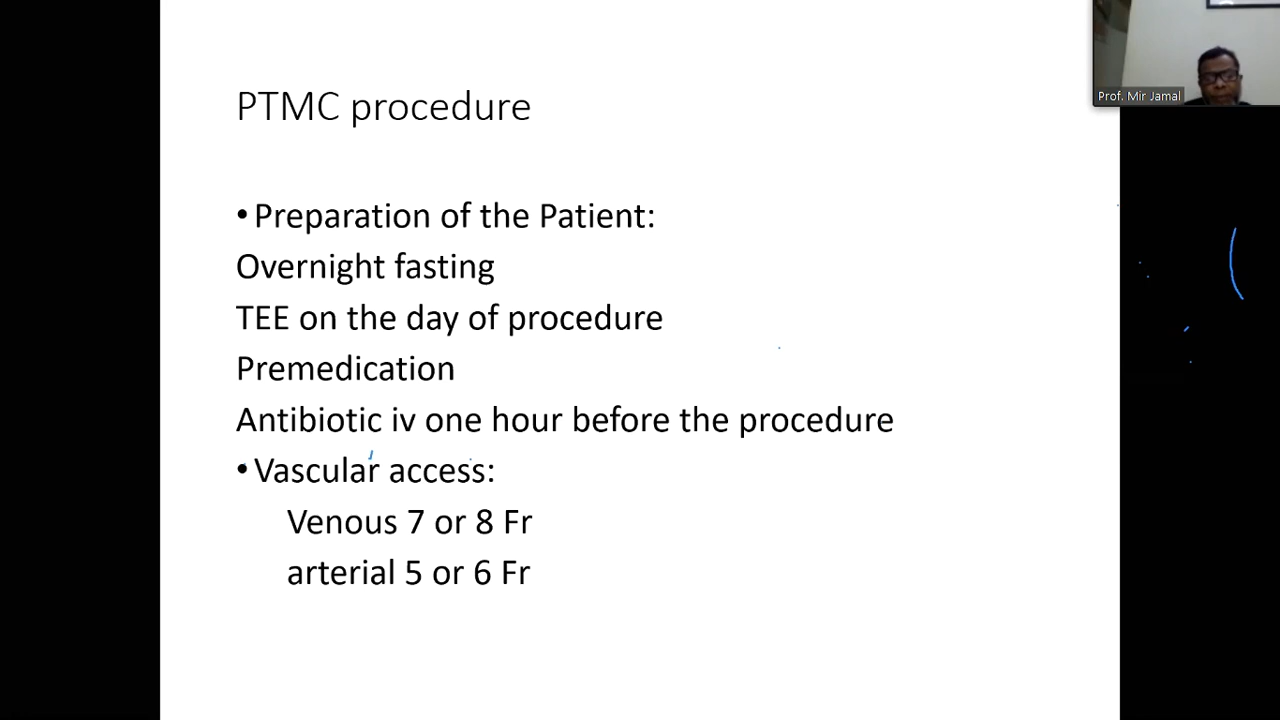 PTMC procedure
Prof. Mir Jamal
• Preparation of the Patient:
Overnight fasting
TEE on the day of procedure
Premedication
Antibiotic iv one hour before the procedure
• Vascular access:
Venous 7 or 8 Fr
arterial 5 or 6 Fr